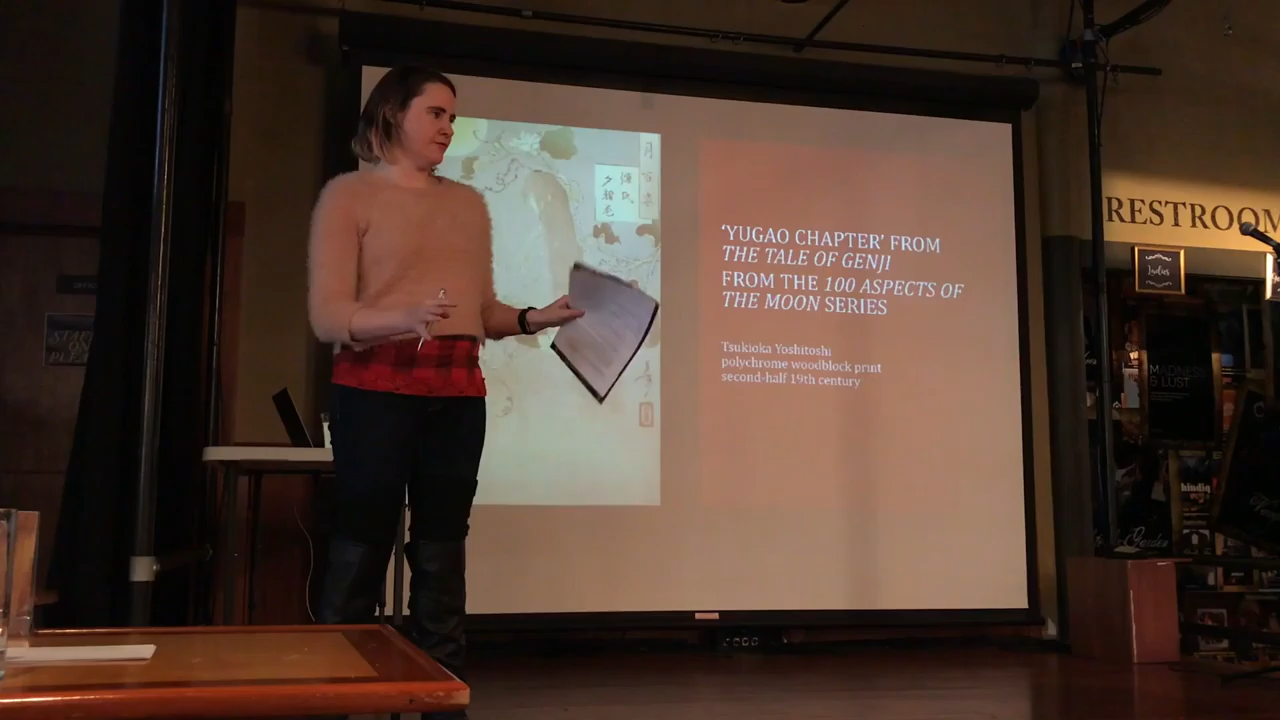 月百姿
源氏
夕顔巻
‘YUGAO CHAPTER’ FROM
THE TALE OF GENJI
FROM THE 100 ASPECTS OF
THE MOON SERIES
Tsukioka Yoshitoshi
polychrome woodblock print
second-half 19th century
RESTROOM
Ladies
MADNESS
& LUST